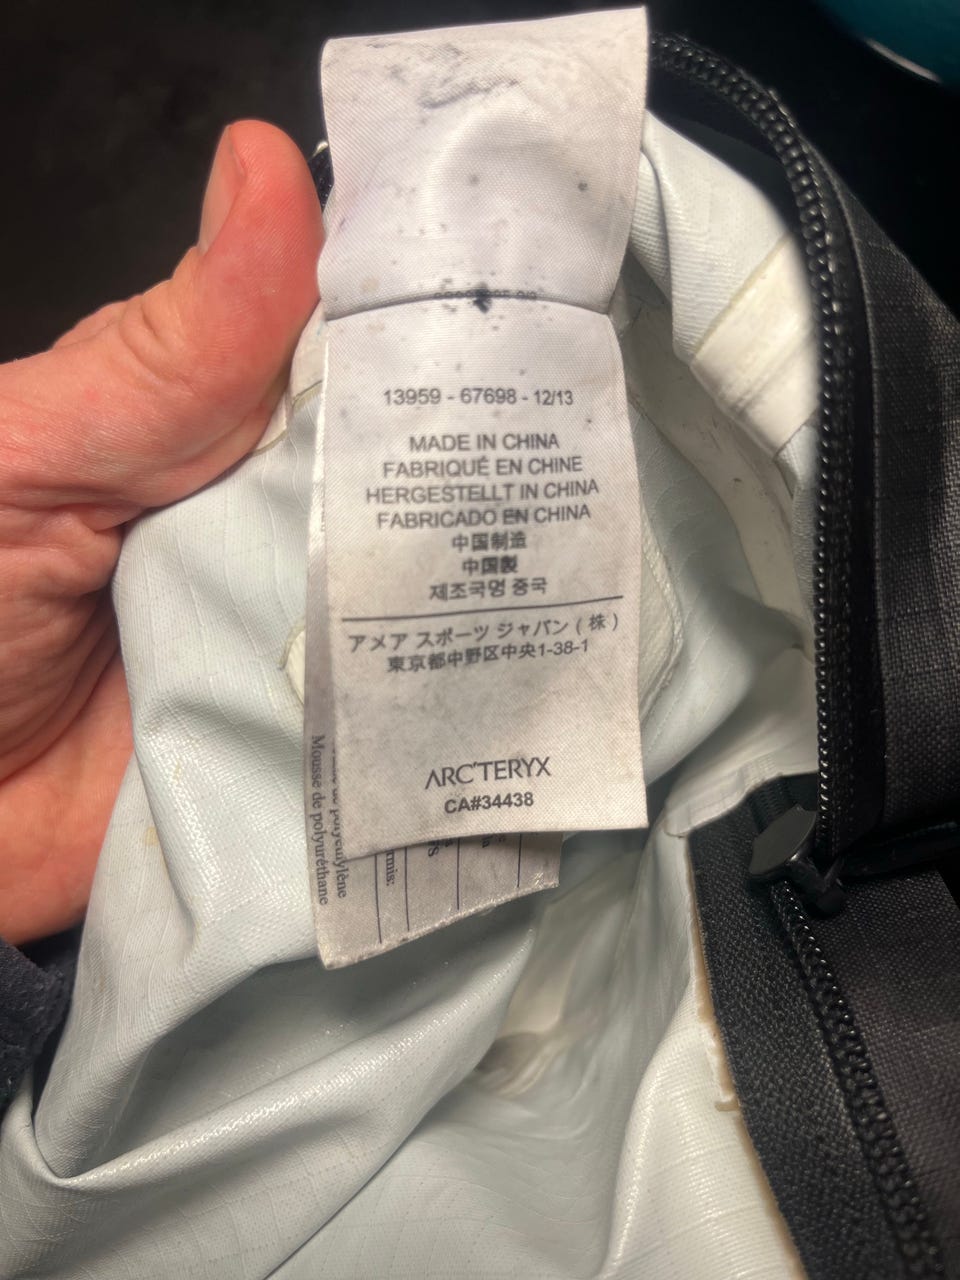 13959 - 67698 - 12/13
MADE IN CHINA
FABRIQUÉ EN CHINE
HERGESTELLT IN CHINA
FABRICADO EN CHINA
中国制造
中国製
제조국명 중국
アメア スポーツ ジャパン ( 株 )
東京都中野区中央1-38-1
ARC'TERYX
CA#34438
Mousse de polyuréthane
de polyéthylène